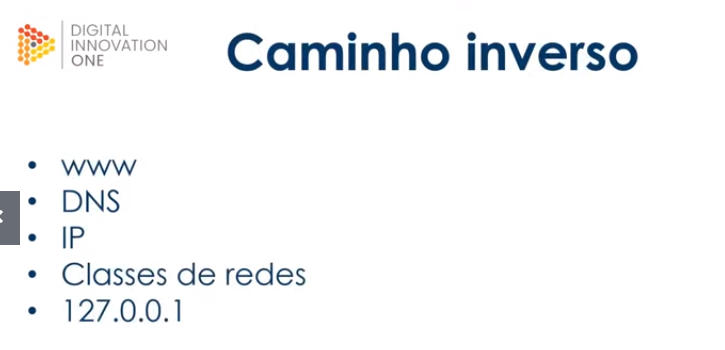 DIGITAL
INNOVATION
ONE
Caminho inverso
• www
• DNS
• IP
• Classes de redes
• 127.0.0.1